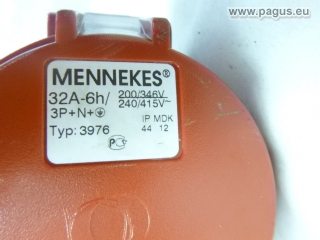 www.pagus.eu
MENNEKES®
32A-6h/ 200/346V
240/415V~
3P+N+⏚
IP MDK
Typ: 3976 44 12